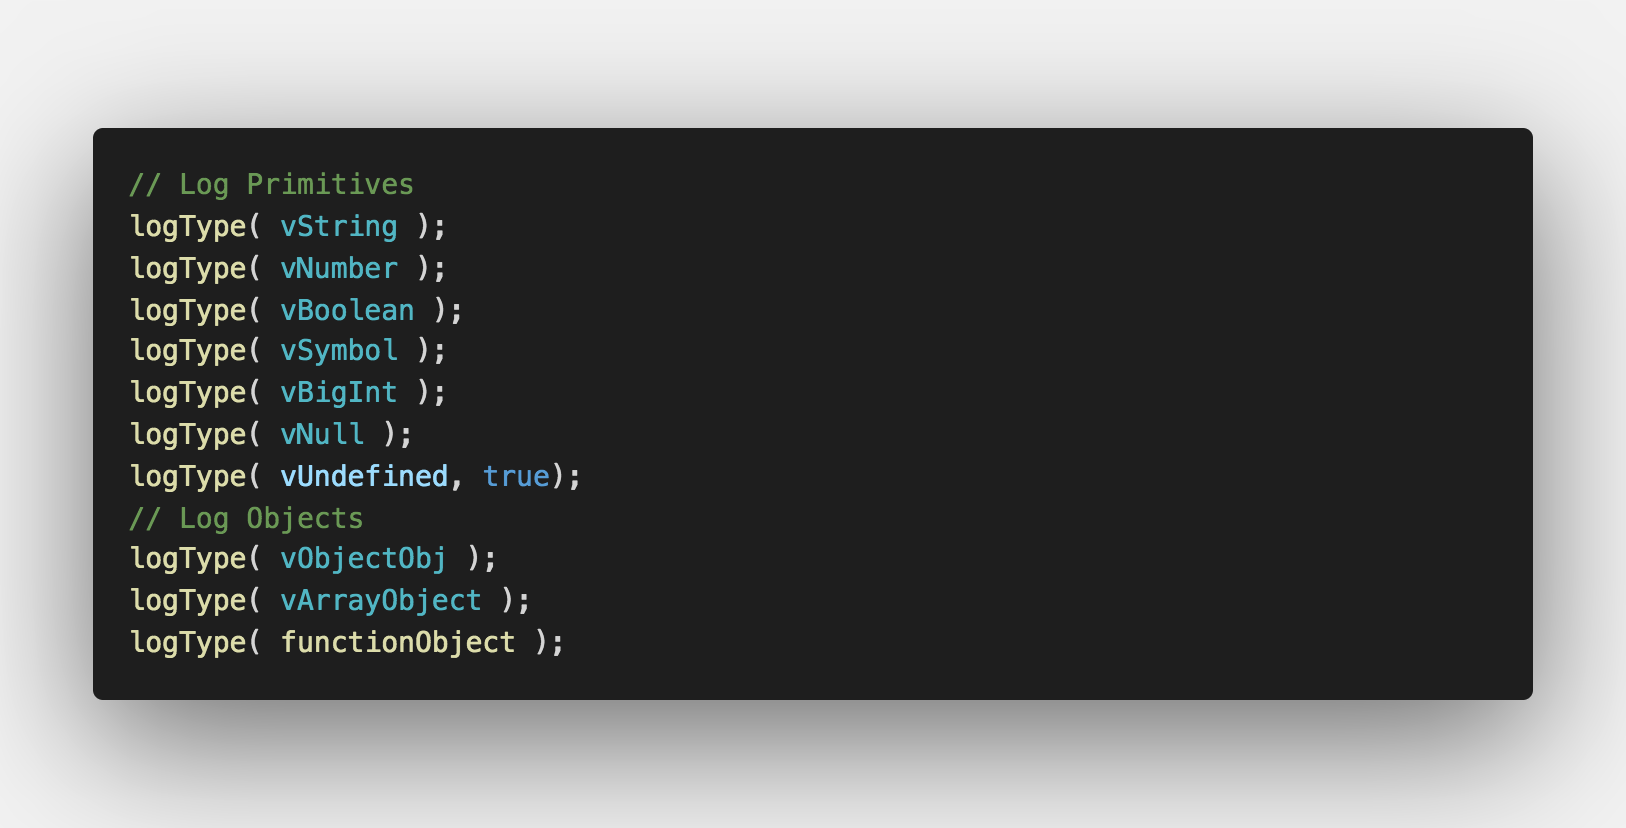 // Log Primitives
logType( vString );
logType( vNumber );
logType( vBoolean );
logType( vSymbol );
logType( vBigInt );
logType( vNull );
logType( vUndefined, true);
// Log Objects
logType( vObjectObj );
logType( vArrayObject );
logType( functionObject );